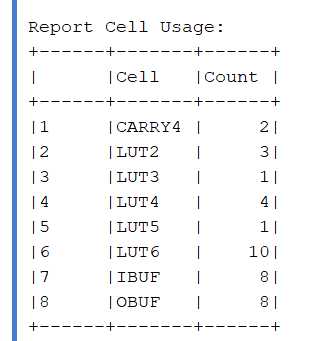 Report Cell Usage:
+------+-------+------+
|      |Cell   |Count |
+------+-------+------+
|1     |CARRY4 |     2|
|2     |LUT2   |     3|
|3     |LUT3   |     1|
|4     |LUT4   |     4|
|5     |LUT5   |     1|
|6     |LUT6   |    10|
|7     |IBUF   |     8|
|8     |OBUF   |     8|
+------+-------+------+